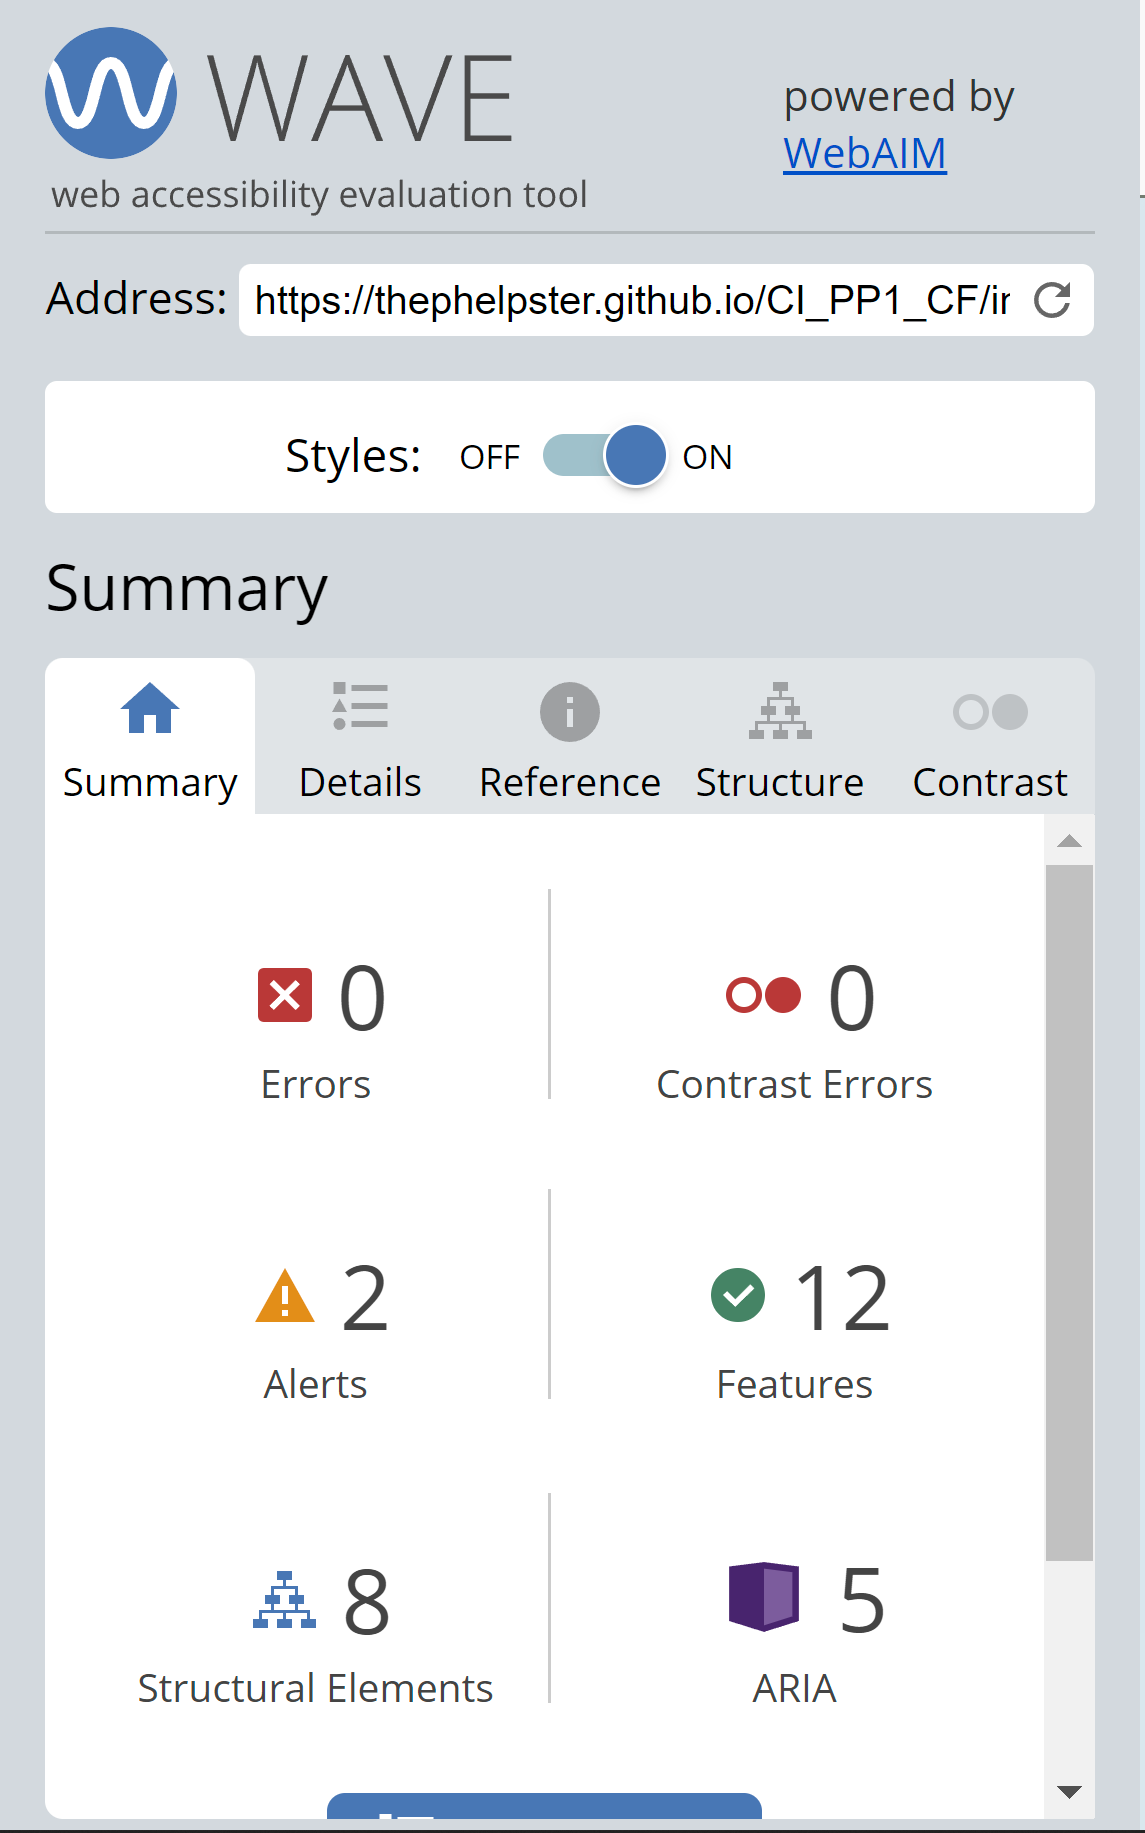 WAVE
powered by
WebAIM
web accessibility evaluation tool
Address: https://thephelpster.github.io/CI_PP1_CF/
Styles: OFF ON
Summary
Summary Details Reference Structure Contrast
0 0
Errors Contrast Errors
2 12
Alerts Features
8 5
Structural Elements ARIA